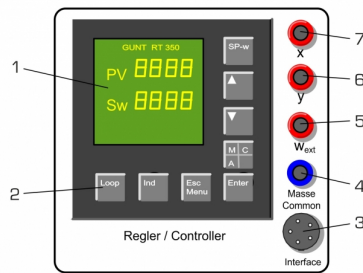 GUNT RT 350
PV 8888
Sw 8888
SP-w
M C
A
Loop
Ind
Esc
Menu
Enter
Regler / Controller
x
y
wext
Masse
Common
Interface
1
2
7
6
5
4
3